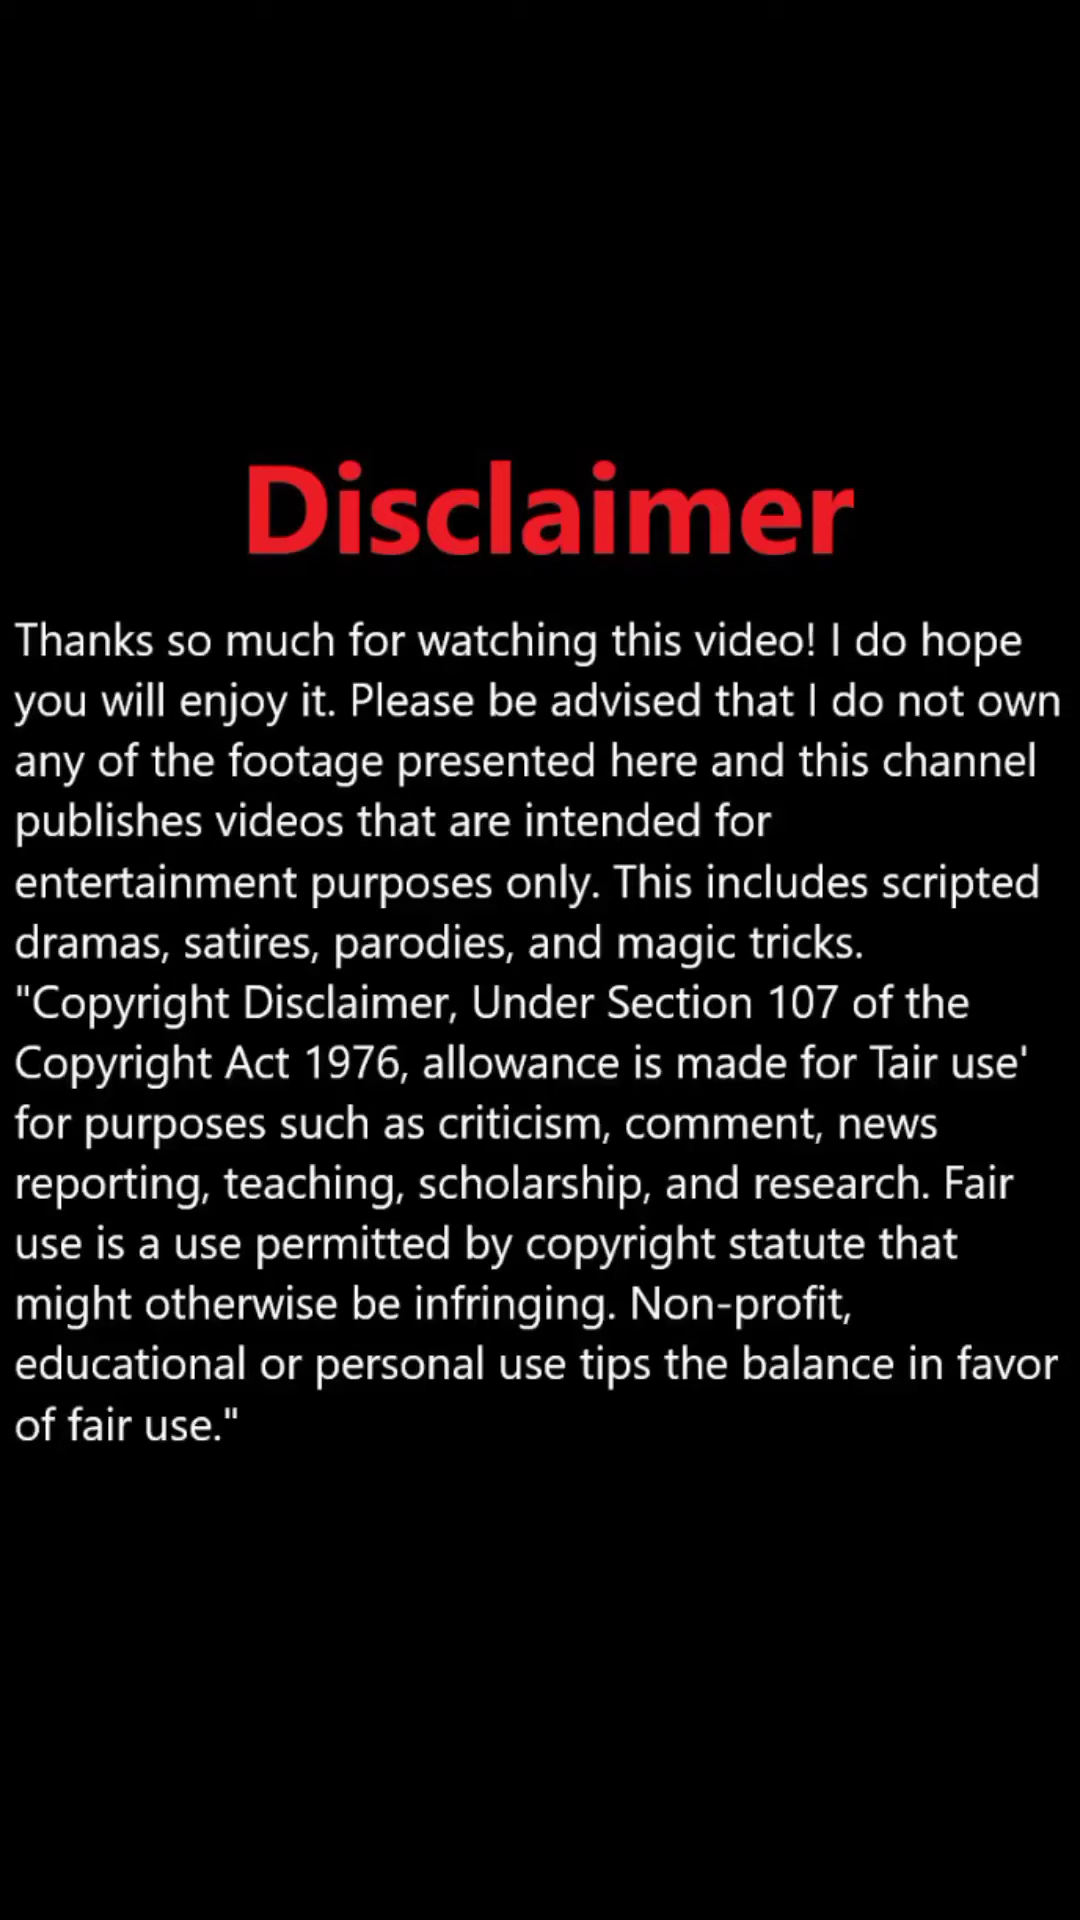 Disclaimer
Thanks so much for watching this video! I do hope
you will enjoy it. Please be advised that I do not own
any of the footage presented here and this channel
publishes videos that are intended for
entertainment purposes only. This includes scripted
dramas, satires, parodies, and magic tricks.
"Copyright Disclaimer, Under Section 107 of the
Copyright Act 1976, allowance is made for Tair use'
for purposes such as criticism, comment, news
reporting, teaching, scholarship, and research. Fair
use is a use permitted by copyright statute that
might otherwise be infringing. Non-profit,
educational or personal use tips the balance in favor
of fair use."